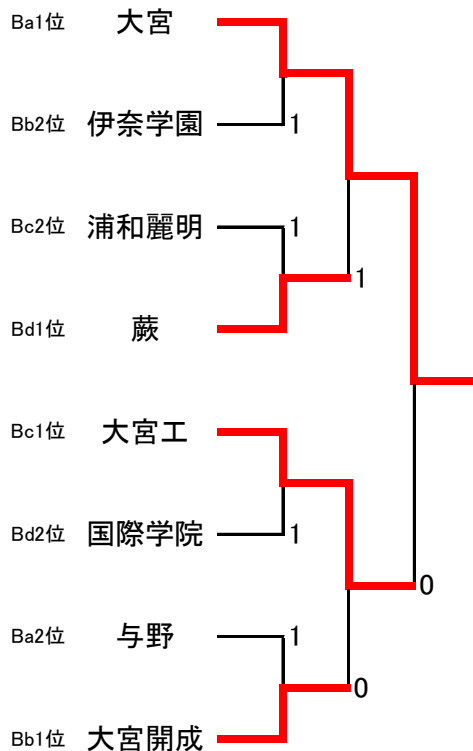 Ba1位 大宮
Bb2位 伊奈学園 1
Bc2位 浦和麗明 1
1
Bd1位 蕨
Bc1位 大宮工
Bd2位 国際学院 1
0
Ba2位 与野 1
0
Bb1位 大宮開成